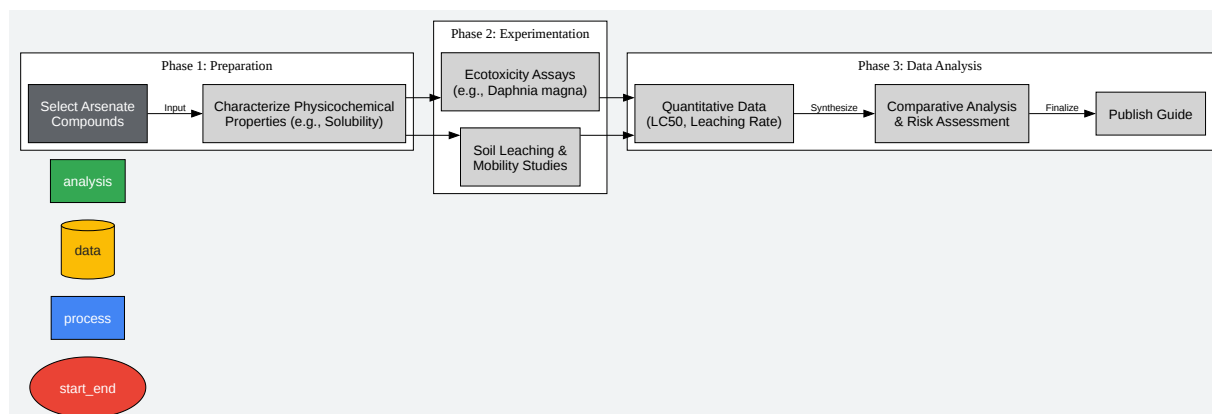 Phase 1: Preparation
Select Arsenate
Compounds
Input
Characterize Physicochemical
Properties (e.g., Solubility)
Phase 2: Experimentation
Ecotoxicity Assays
(e.g., Daphnia magna)
Soil Leaching &
Mobility Studies
Phase 3: Data Analysis
Quantitative Data
(LC50, Leaching Rate)
Synthesize
Comparative Analysis
& Risk Assessment
Finalize
Publish Guide
analysis
data
process
start_end